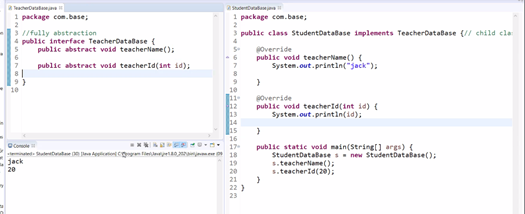 TeacherDataBase.java
1 package com.base;
2
3 //fully abstraction
4 public interface TeacherDataBase {
5 public abstract void teacherName();
6
7 public abstract void teacherId(int id);
8
9 }
10
Console
<terminated> StudentDataBase (30) [Java Application] C:\Program Files\Java\jre1.8.0_202\bin\javaw.exe
jack
20
StudentDataBase.java
1 package com.base;
2
3 public class StudentDataBase implements TeacherDataBase {// child clas
4
5 @Override
6 public void teacherName() {
7 System.out.println("jack");
8
9 }
10
11 @Override
12 public void teacherId(int id) {
13 System.out.println(id);
14
15 }
16
17 public static void main(String[] args) {
18 StudentDataBase s = new StudentDataBase();
19 s.teacherName();
20 s.teacherId(20);
21 }
22 }
23